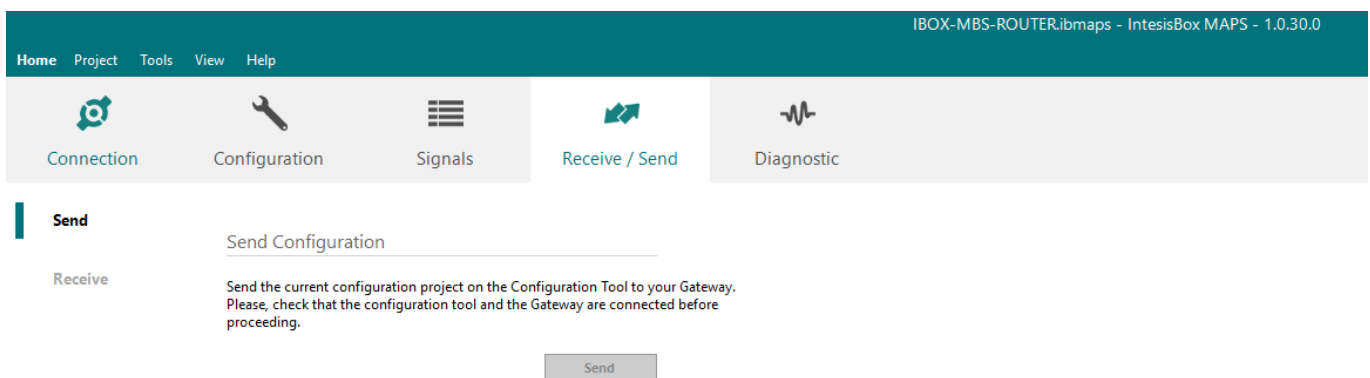 IBOX-MBS-ROUTER.ibmaps - IntesisBox MAPS - 1.0.30.0
Home Project Tools View Help
Connection Configuration Signals Receive / Send Diagnostic
Send
Send Configuration
Receive
Send the current configuration project on the Configuration Tool to your Gateway.
Please, check that the configuration tool and the Gateway are connected before
proceeding.
Send